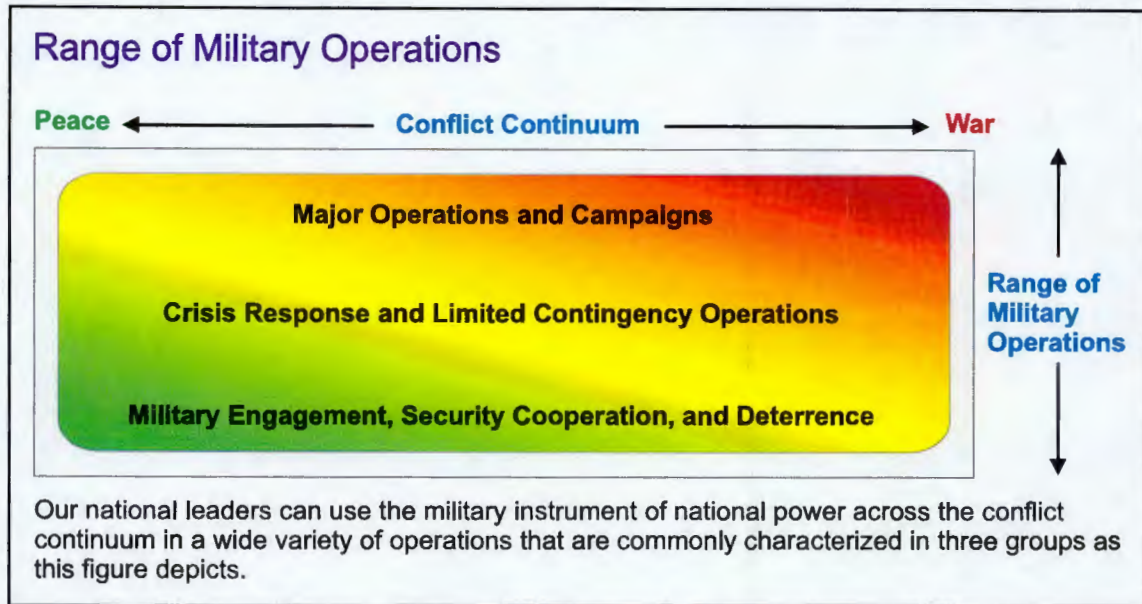 Range of Military Operations
Peace Conflict Continuum War
Major Operations and Campaigns
Crisis Response and Limited Contingency Operations
Military Engagement, Security Cooperation, and Deterrence
Range of
Military
Operations
Our national leaders can use the military instrument of national power across the conflict
continuum in a wide variety of operations that are commonly characterized in three groups as
this figure depicts.